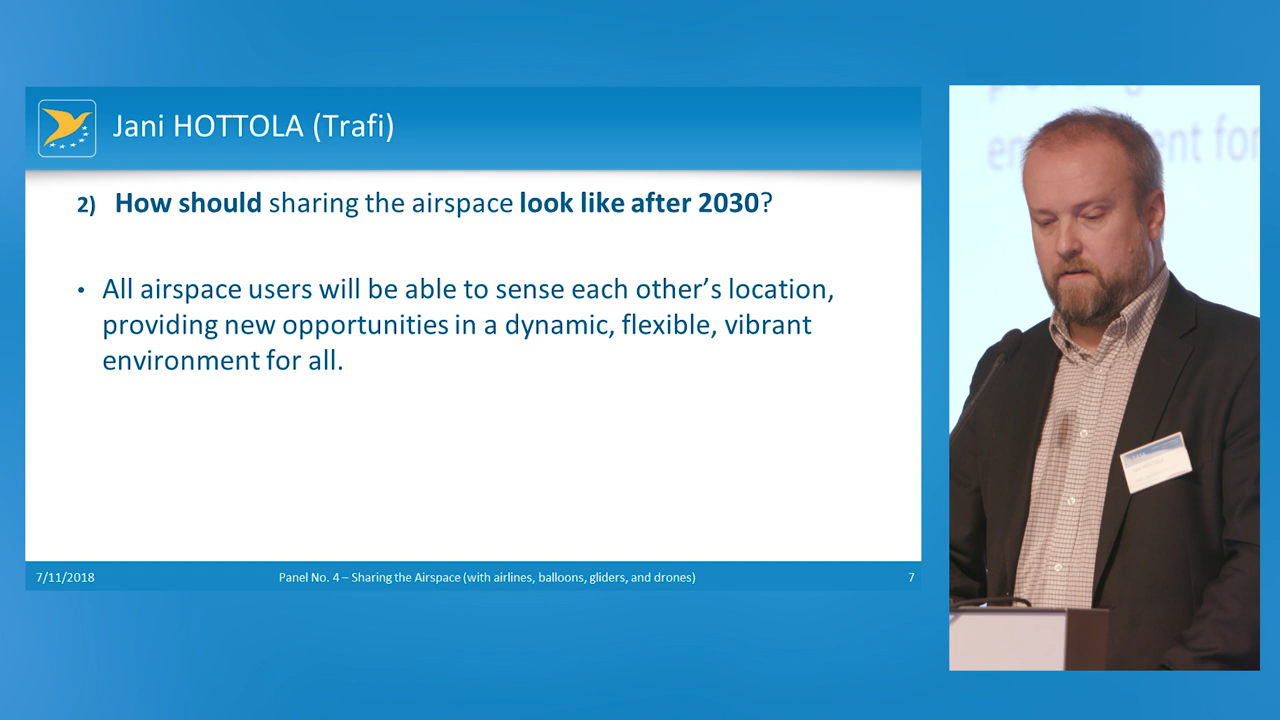 Jani HOTTOLA (Trafi)
2) How should sharing the airspace look like after 2030?
• All airspace users will be able to sense each other’s location,
providing new opportunities in a dynamic, flexible, vibrant
environment for all.
7/11/2018 Panel No. 4 – Sharing the Airspace (with airlines, balloons, gliders, and drones) 7